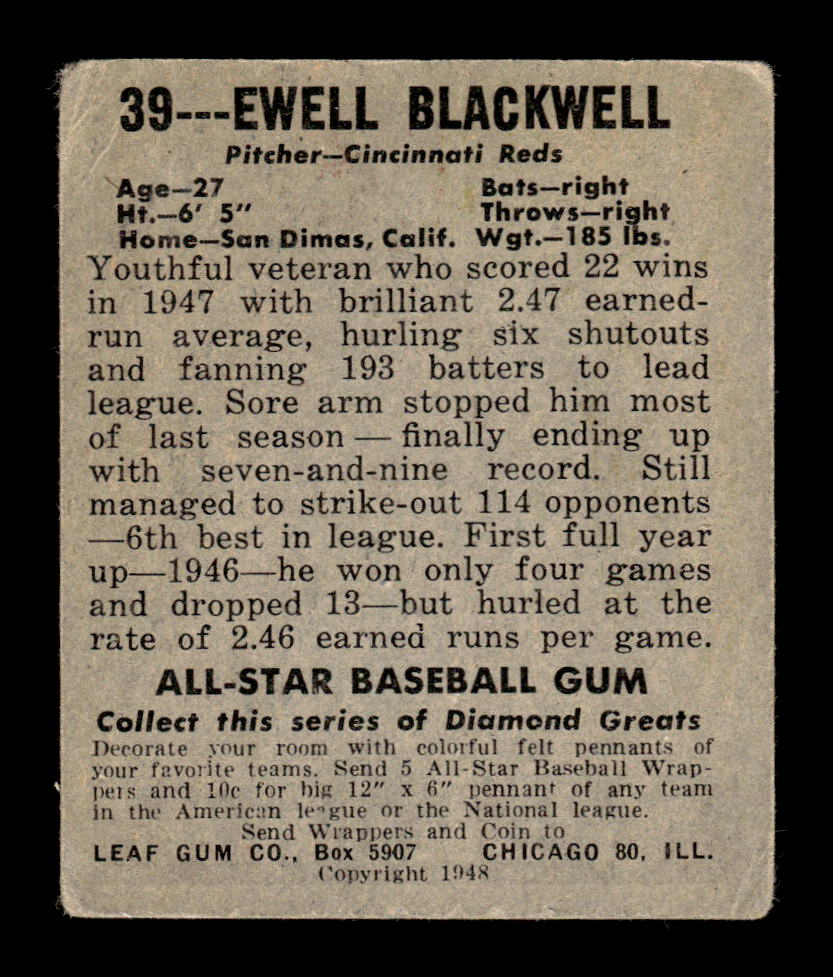 39---EWELL BLACKWELL
Pitcher—Cincinnati Reds
Age—27 Bats—right
Ht.—6' 5" Throws—right
Home—San Dimas, Calif. Wgt.—185 lbs.
Youthful veteran who scored 22 wins
in 1947 with brilliant 2.47 earned-
run average, hurling six shutouts
and fanning 193 batters to lead
league. Sore arm stopped him most
of last season — finally ending up
with seven-and-nine record. Still
managed to strike-out 114 opponents
—6th best in league. First full year
up—1946—he won only four games
and dropped 13—but hurled at the
rate of 2.46 earned runs per game.
ALL-STAR BASEBALL GUM
Collect this series of Diamond Greats
Decorate your room with colorful felt pennants of
your favorite teams. Send 5 All-Star Baseball Wrap-
pers and 10c for big 12" x 6" pennant of any team
in the American league or the National league.
Send Wrappers and Coin to
LEAF GUM CO., Box 5907 CHICAGO 80, ILL.
Copyright 1948